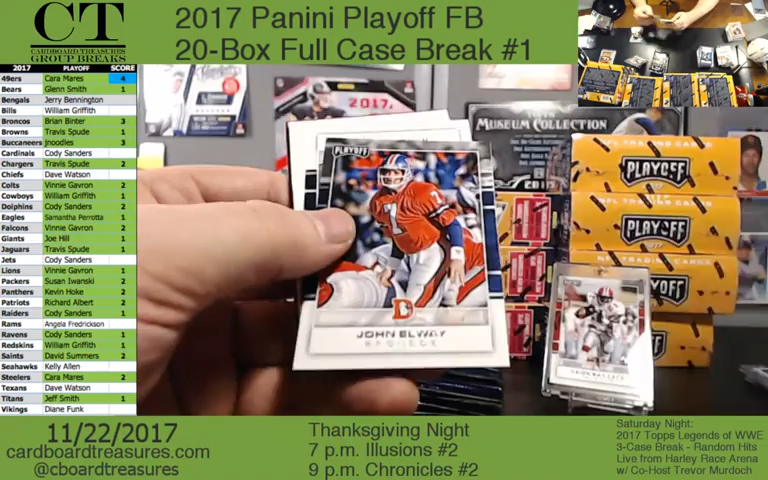 CT
CARDBOARD TREASURES
GROUP BREAKS
2017 Panini Playoff FB
20-Box Full Case Break #1
2017 PLAYOFF SCORE
49ers Cara Mares 4
Bears Glenn Smith 1
Bengals Jerry Bennington
Bills William Griffith
Broncos Brian Binter 3
Browns Travis Spude 1
Buccaneers Jnoodies 3
Cardinals Cody Sanders
Chargers Travis Spude 2
Chiefs Dave Watson
Colts Vinnie Gavron 2
Cowboys William Griffith 1
Dolphins Cody Sanders 2
Eagles Samantha Perrotta 1
Falcons Vinnie Gavron 2
Giants Joe Hill 1
Jaguars Travis Spude 1
Jets Cody Sanders
Lions Vinnie Gavron 1
Packers Susan Iwanski 2
Panthers Kevin Hoke 2
Patriots Richard Albert 2
Raiders Cody Sanders 1
Rams Angela Fredrickson
Ravens Cody Sanders 1
Redskins William Griffith 1
Saints David Summers 2
Seahawks Kelly Allen
Steelers Cara Mares 2
Texans Dave Watson
Titans Jeff Smith 1
Vikings Diane Funk
2017
MUSEUM COLLECTION
PLAYOFF
PLAYOFF
PLAYOFF
PLAYOFF
7
D
JOHN ELWAY
11/22/2017
cardboardtreasures.com
@cboardtreasures
Thanksgiving Night
7 p.m. Illusions #2
9 p.m. Chronicles #2
Saturday Night:
2017 Topps Legends of WWE
3-Case Break - Random Hits
Live from Harley Race Arena
w/ Co-Host Trevor Murdoch